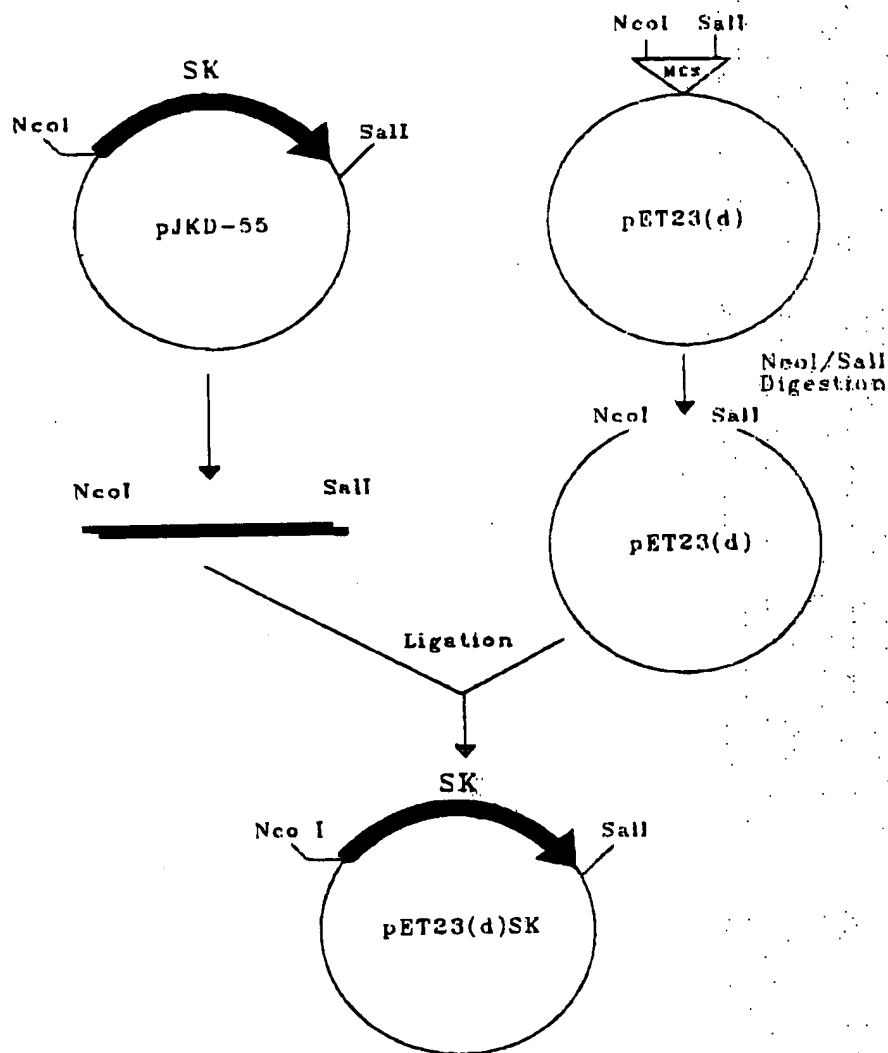 SK
NcoI
SalI
pJKD-55
NcoI SalI
MCS
pET23(d)
NcoI/SalI
Digestion
NcoI SalI
pET23(d)
NcoI SalI
Ligation
SK
Nco I
SalI
pET23(d)SK